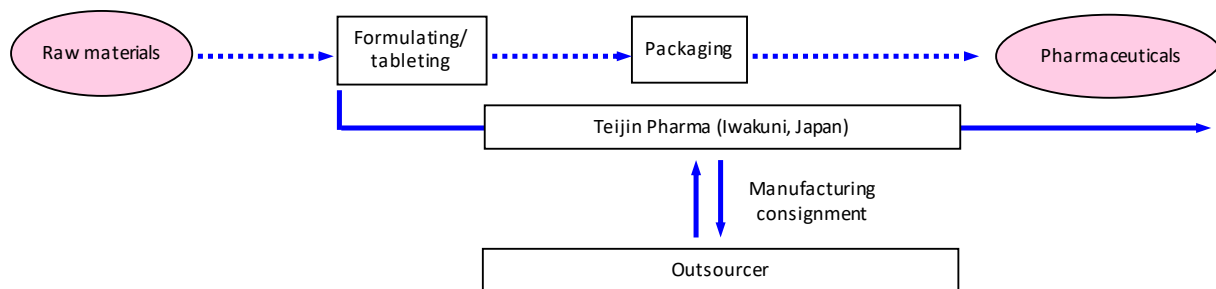 Raw materials
Formulating/
tableting
Packaging
Pharmaceuticals
Teijin Pharma (Iwakuni, Japan)
Manufacturing
consignment
Outsourcer